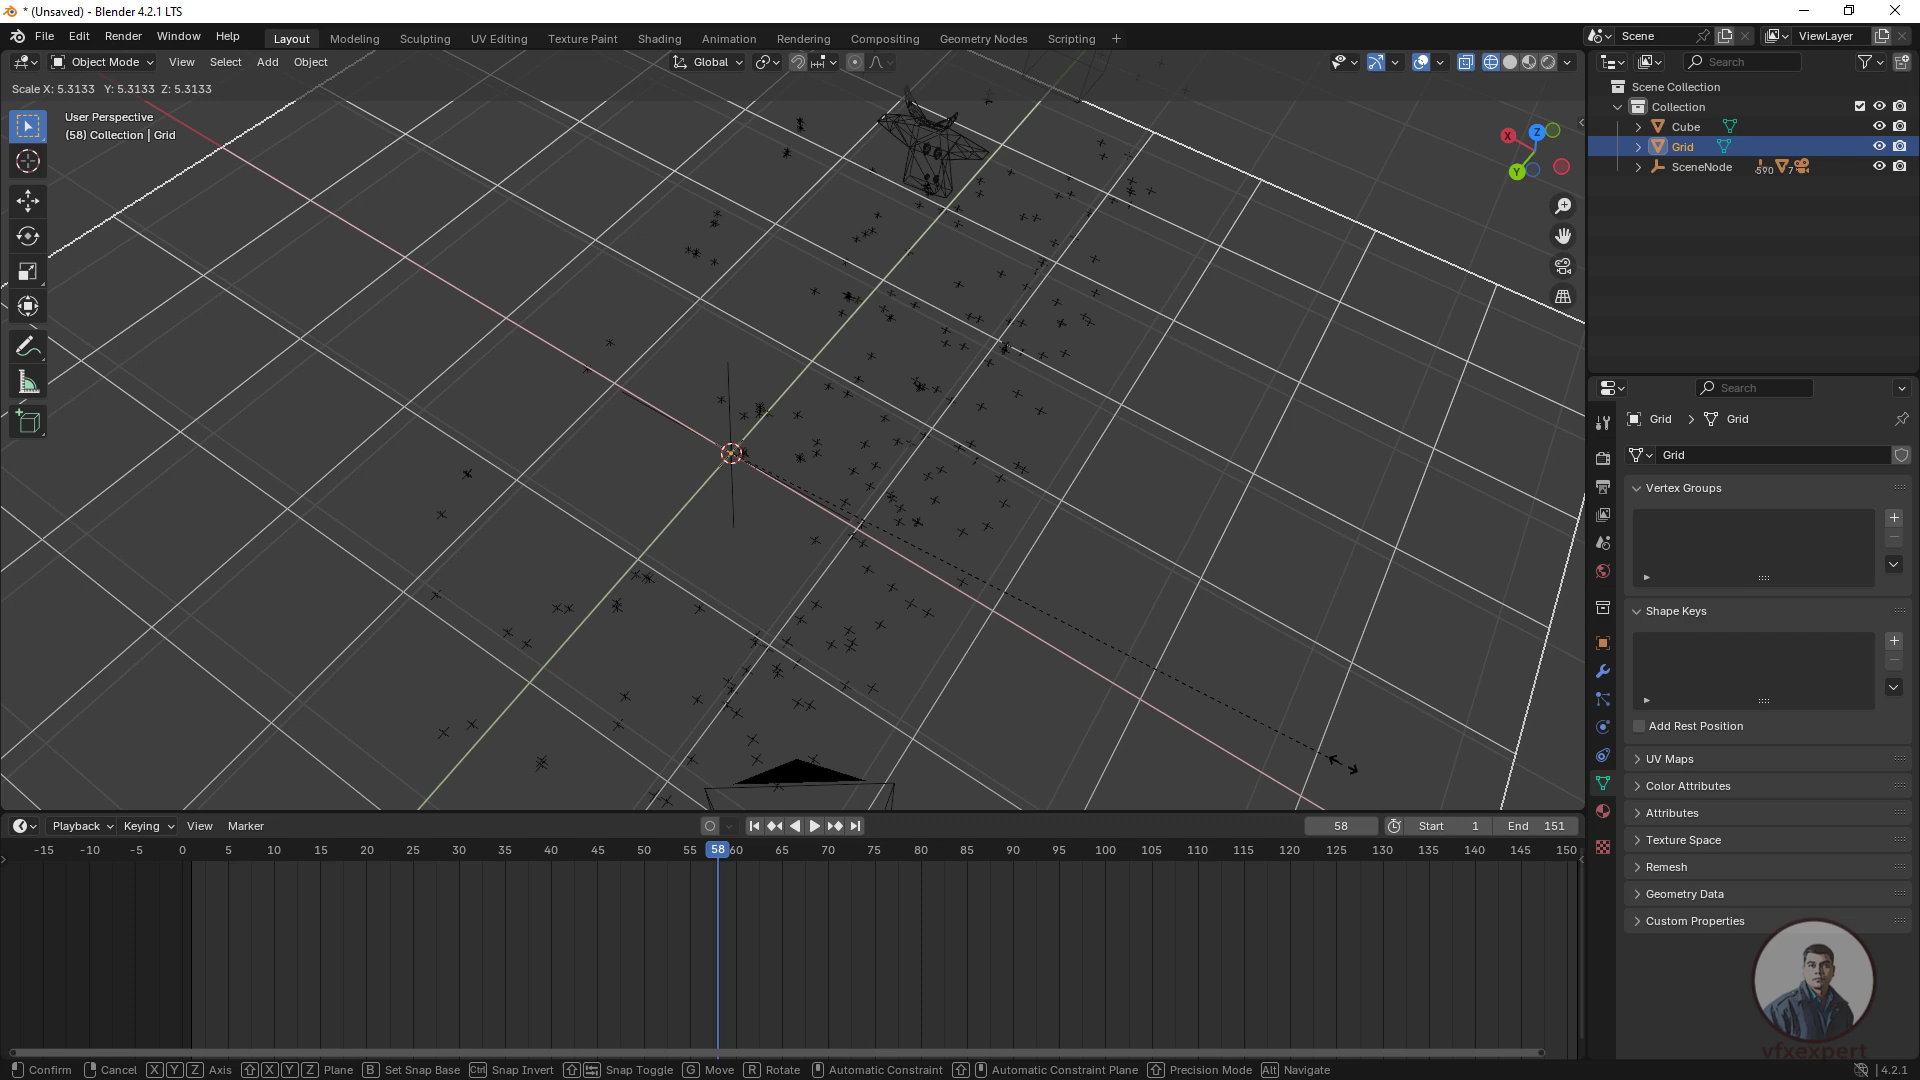 * (Unsaved) - Blender 4.2.1 LTS
File Edit Render Window Help Layout Modeling Sculpting UV Editing Texture Paint Shading Animation Rendering Compositing Geometry Nodes Scripting + Scene ViewLayer
Object Mode View Select Add Object Global Search
Scale X: 5.3133 Y: 5.3133 Z: 5.3133
User Perspective
(58) Collection | Grid
X Z Y
Scene Collection
Collection
Cube
Grid
SceneNode 590 7
Search
Grid > Grid
Grid
Vertex Groups
Shape Keys
Add Rest Position
UV Maps
Color Attributes
Attributes
Texture Space
Remesh
Geometry Data
Custom Properties
Playback Keying View Marker 58 Start 1 End 151
-15 -10 -5 0 5 10 15 20 25 30 35 40 45 50 55 58 60 65 70 75 80 85 90 95 100 105 110 115 120 125 130 135 140 145 150
vfxexpert
Confirm Cancel X Y Z Axis X Y Z Plane B Set Snap Base Ctrl Snap Invert Snap Toggle G Move R Rotate Automatic Constraint Automatic Constraint Plane Precision Mode Alt Navigate 4.2.1